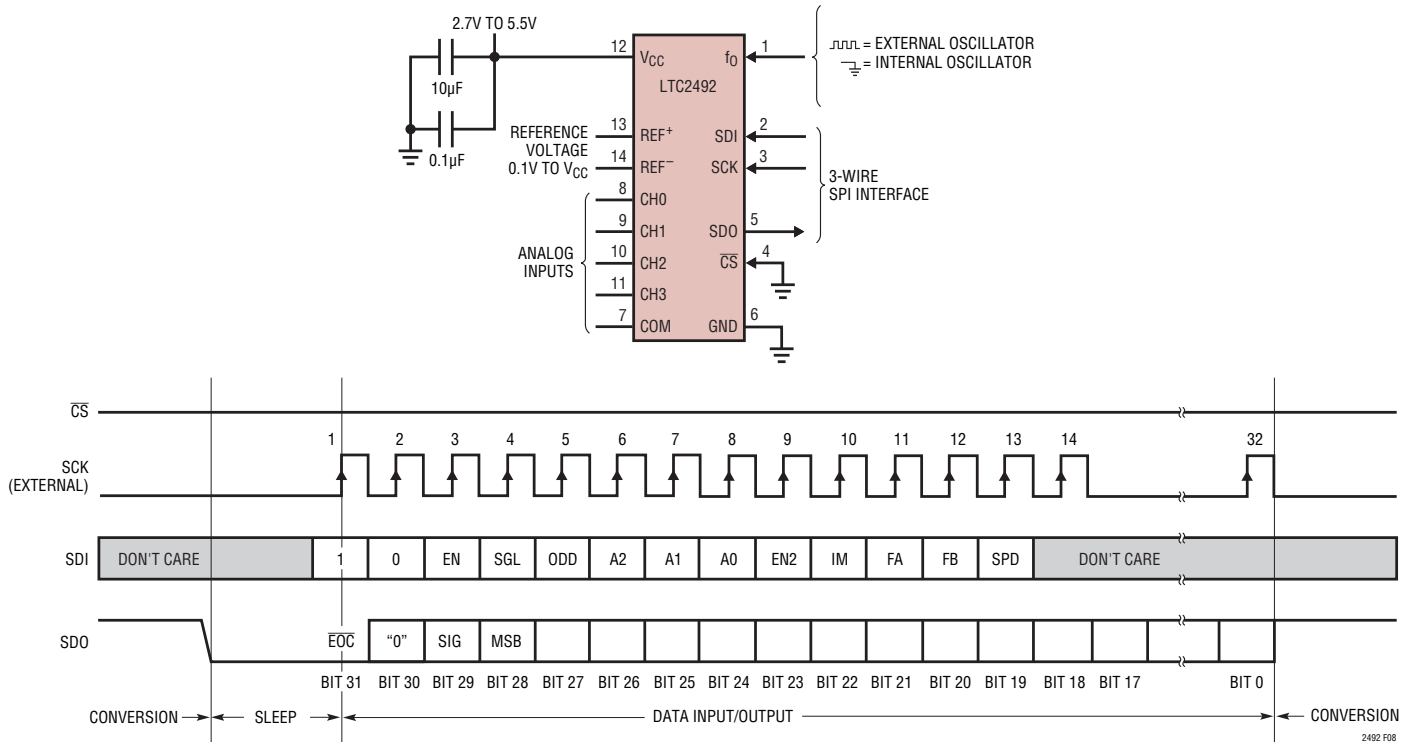 2.7V TO 5.5V
10µF
0.1µF
12
VCC
fO
1
= EXTERNAL OSCILLATOR
= INTERNAL OSCILLATOR
LTC2492
REFERENCE
VOLTAGE
0.1V TO VCC
13
REF+
SDI
2
14
REF–
SCK
3
3-WIRE
SPI INTERFACE
8
CH0
9
CH1
SDO
5
ANALOG
INPUTS
10
CH2
CS
4
11
CH3
7
COM
GND
6
CS
1 2 3 4 5 6 7 8 9 10 11 12 13 14 32
SCK
(EXTERNAL)
SDI DON'T CARE 1 0 EN SGL ODD A2 A1 A0 EN2 IM FA FB SPD DON'T CARE
SDO EOC “0” SIG MSB
BIT 31 BIT 30 BIT 29 BIT 28 BIT 27 BIT 26 BIT 25 BIT 24 BIT 23 BIT 22 BIT 21 BIT 20 BIT 19 BIT 18 BIT 17 BIT 0
CONVERSION SLEEP DATA INPUT/OUTPUT CONVERSION
2492 F08